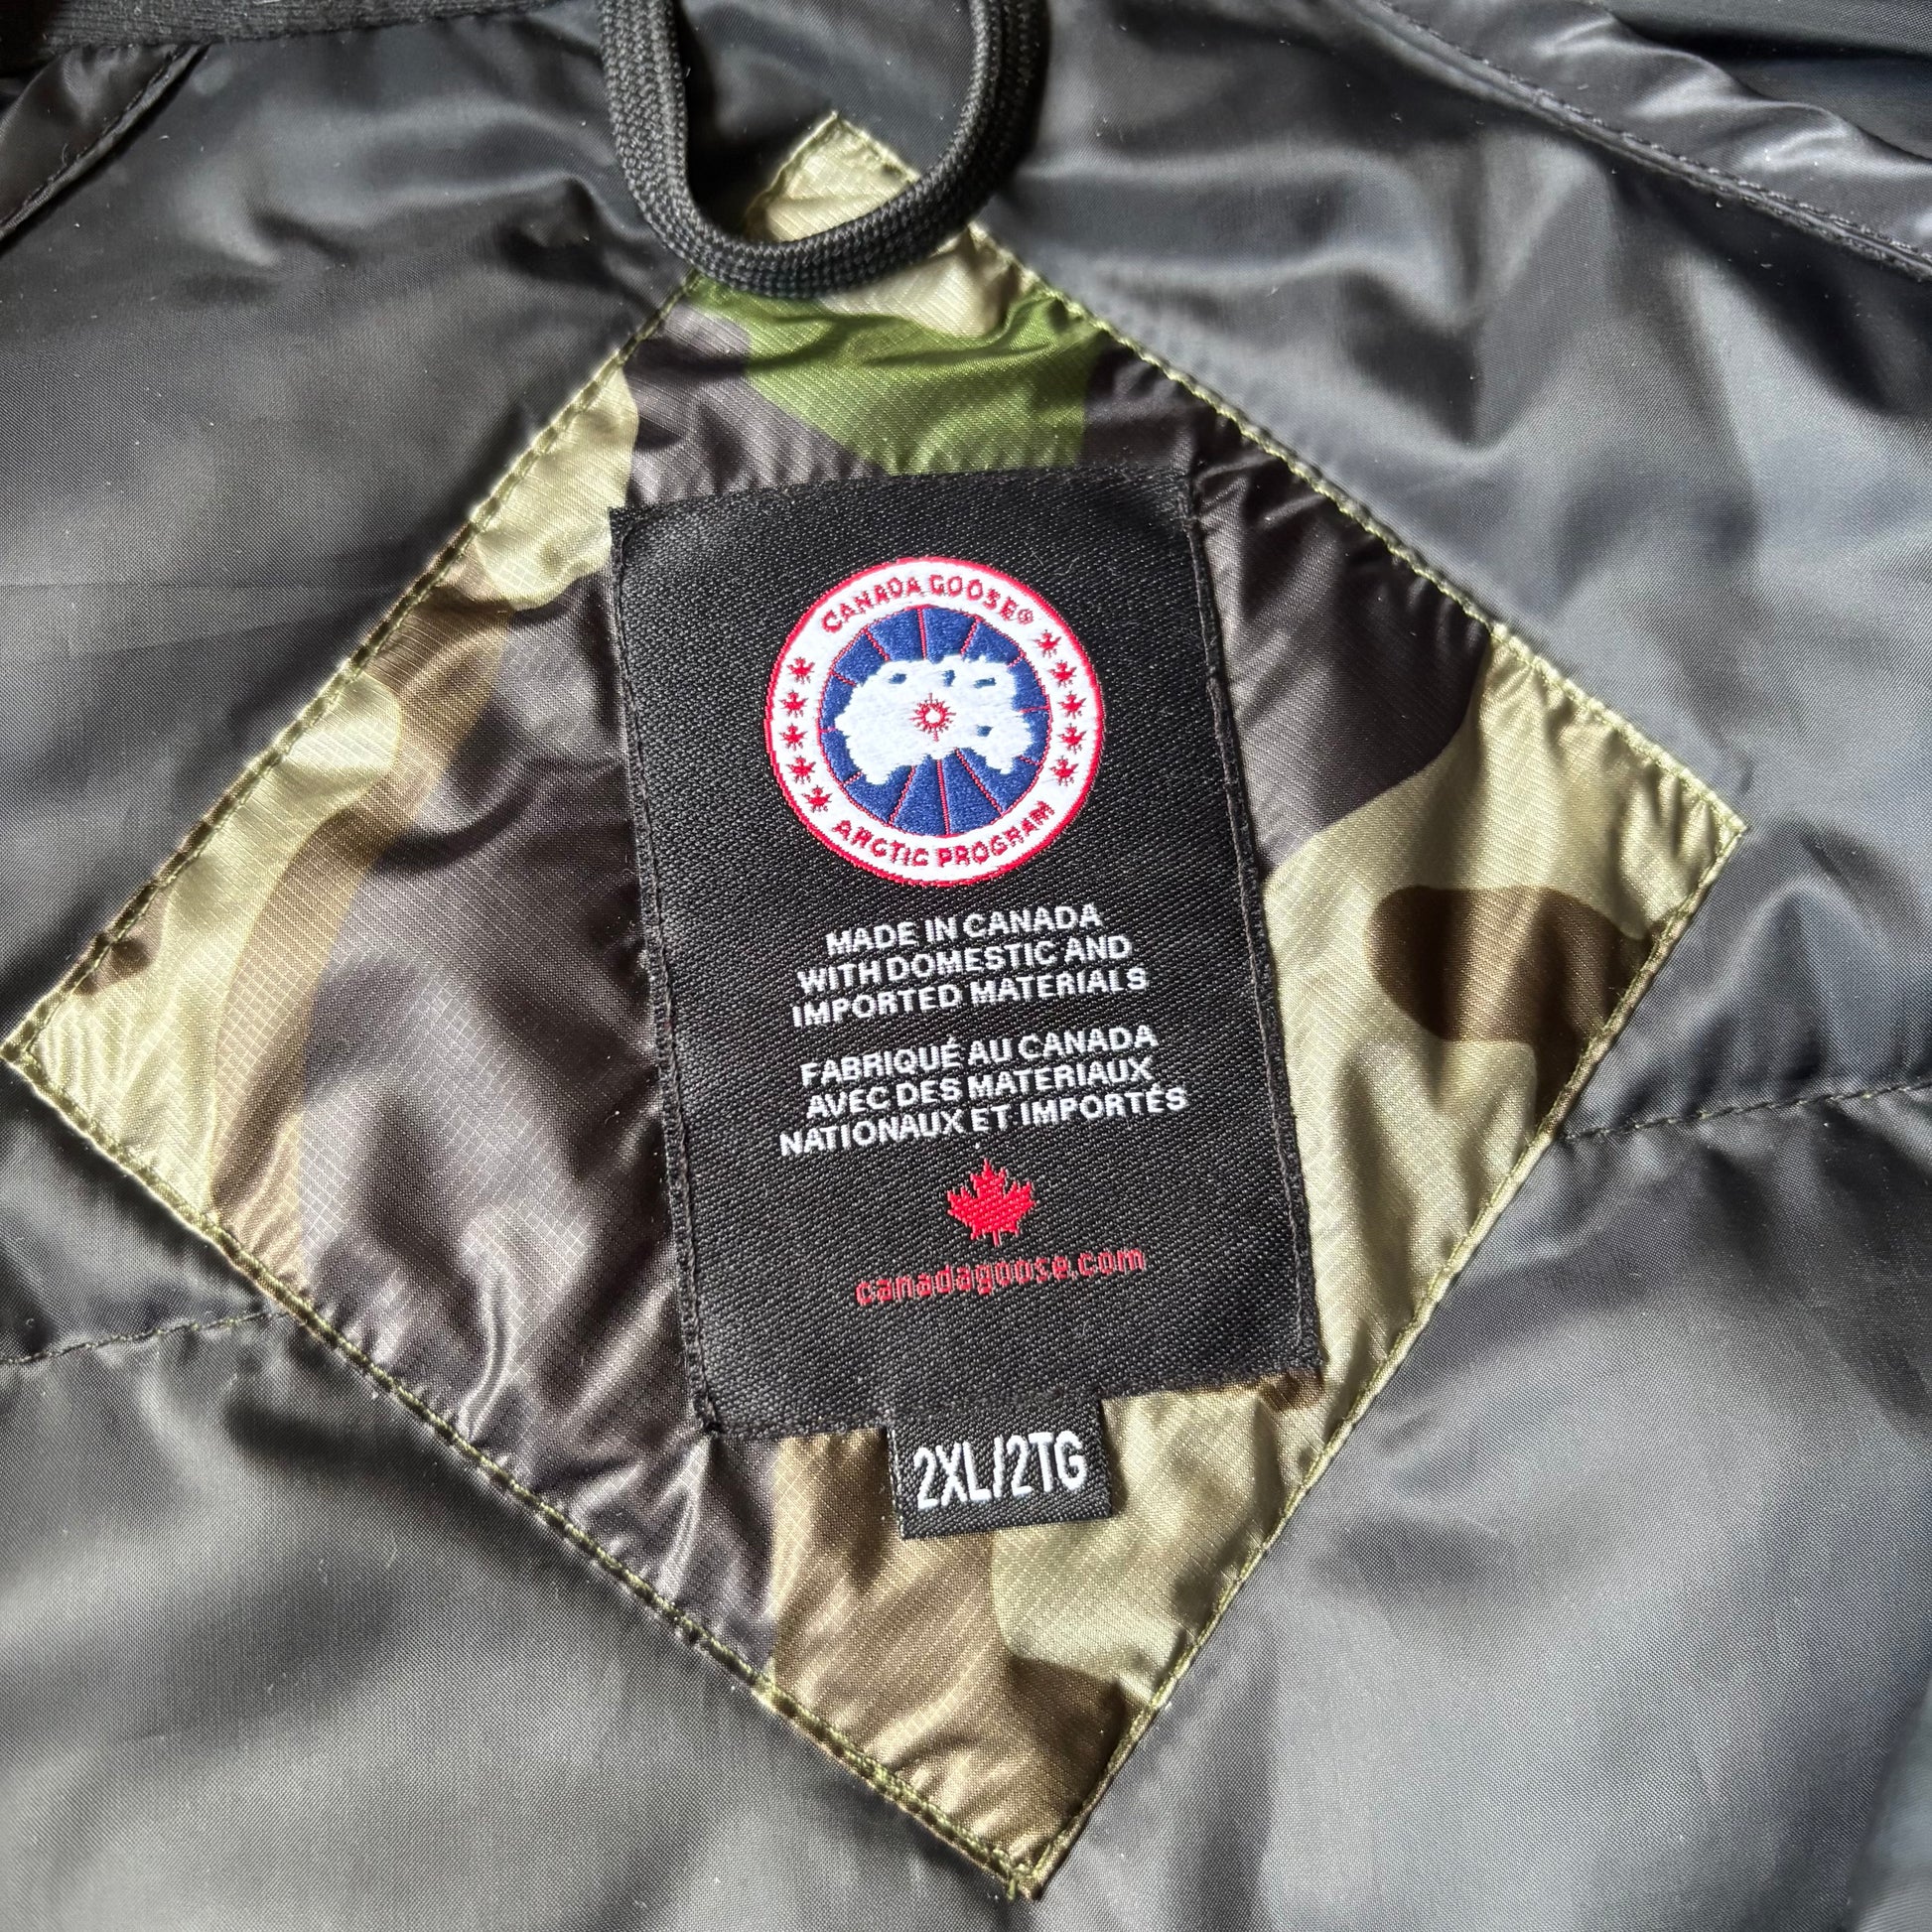 CANADA GOOSE®
ARCTIC PROGRAM
MADE IN CANADA
WITH DOMESTIC AND
IMPORTED MATERIALS
FABRIQUÉ AU CANADA
AVEC DES MATERIAUX
NATIONAUX ET IMPORTÉS
canadagoose.com
2XL/2TG